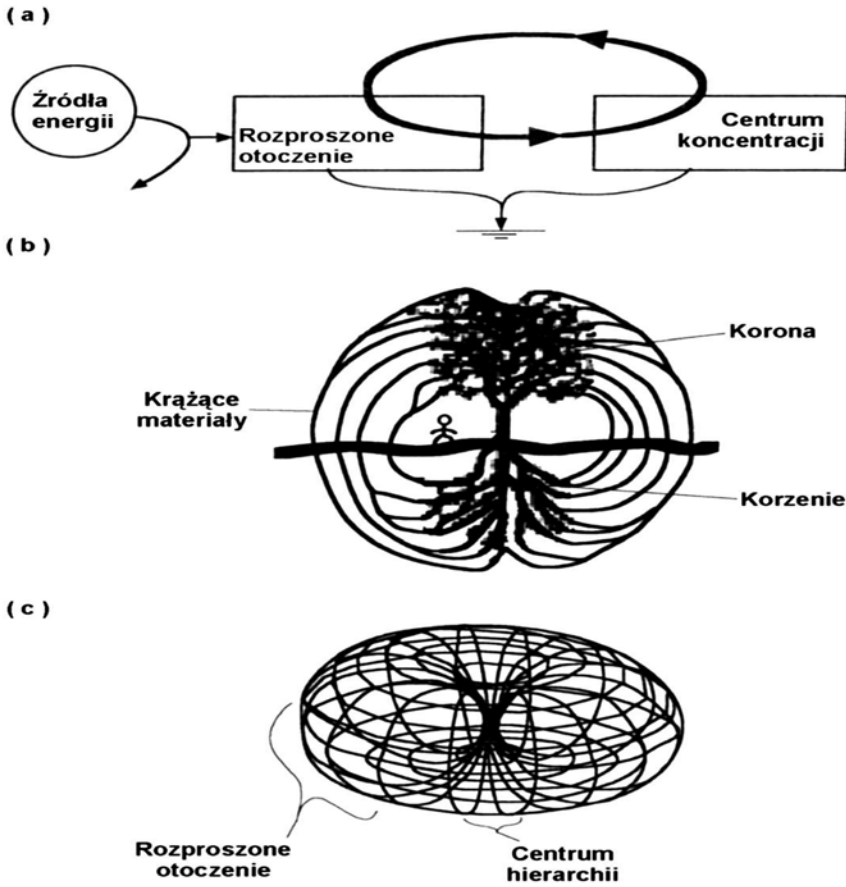 ( a )
Źródła
energii
Rozproszone
otoczenie
Centrum
koncentracji
( b )
Korona
Krążące
materiały
Korzenie
( c )
Rozproszone
otoczenie
Centrum
hierarchii